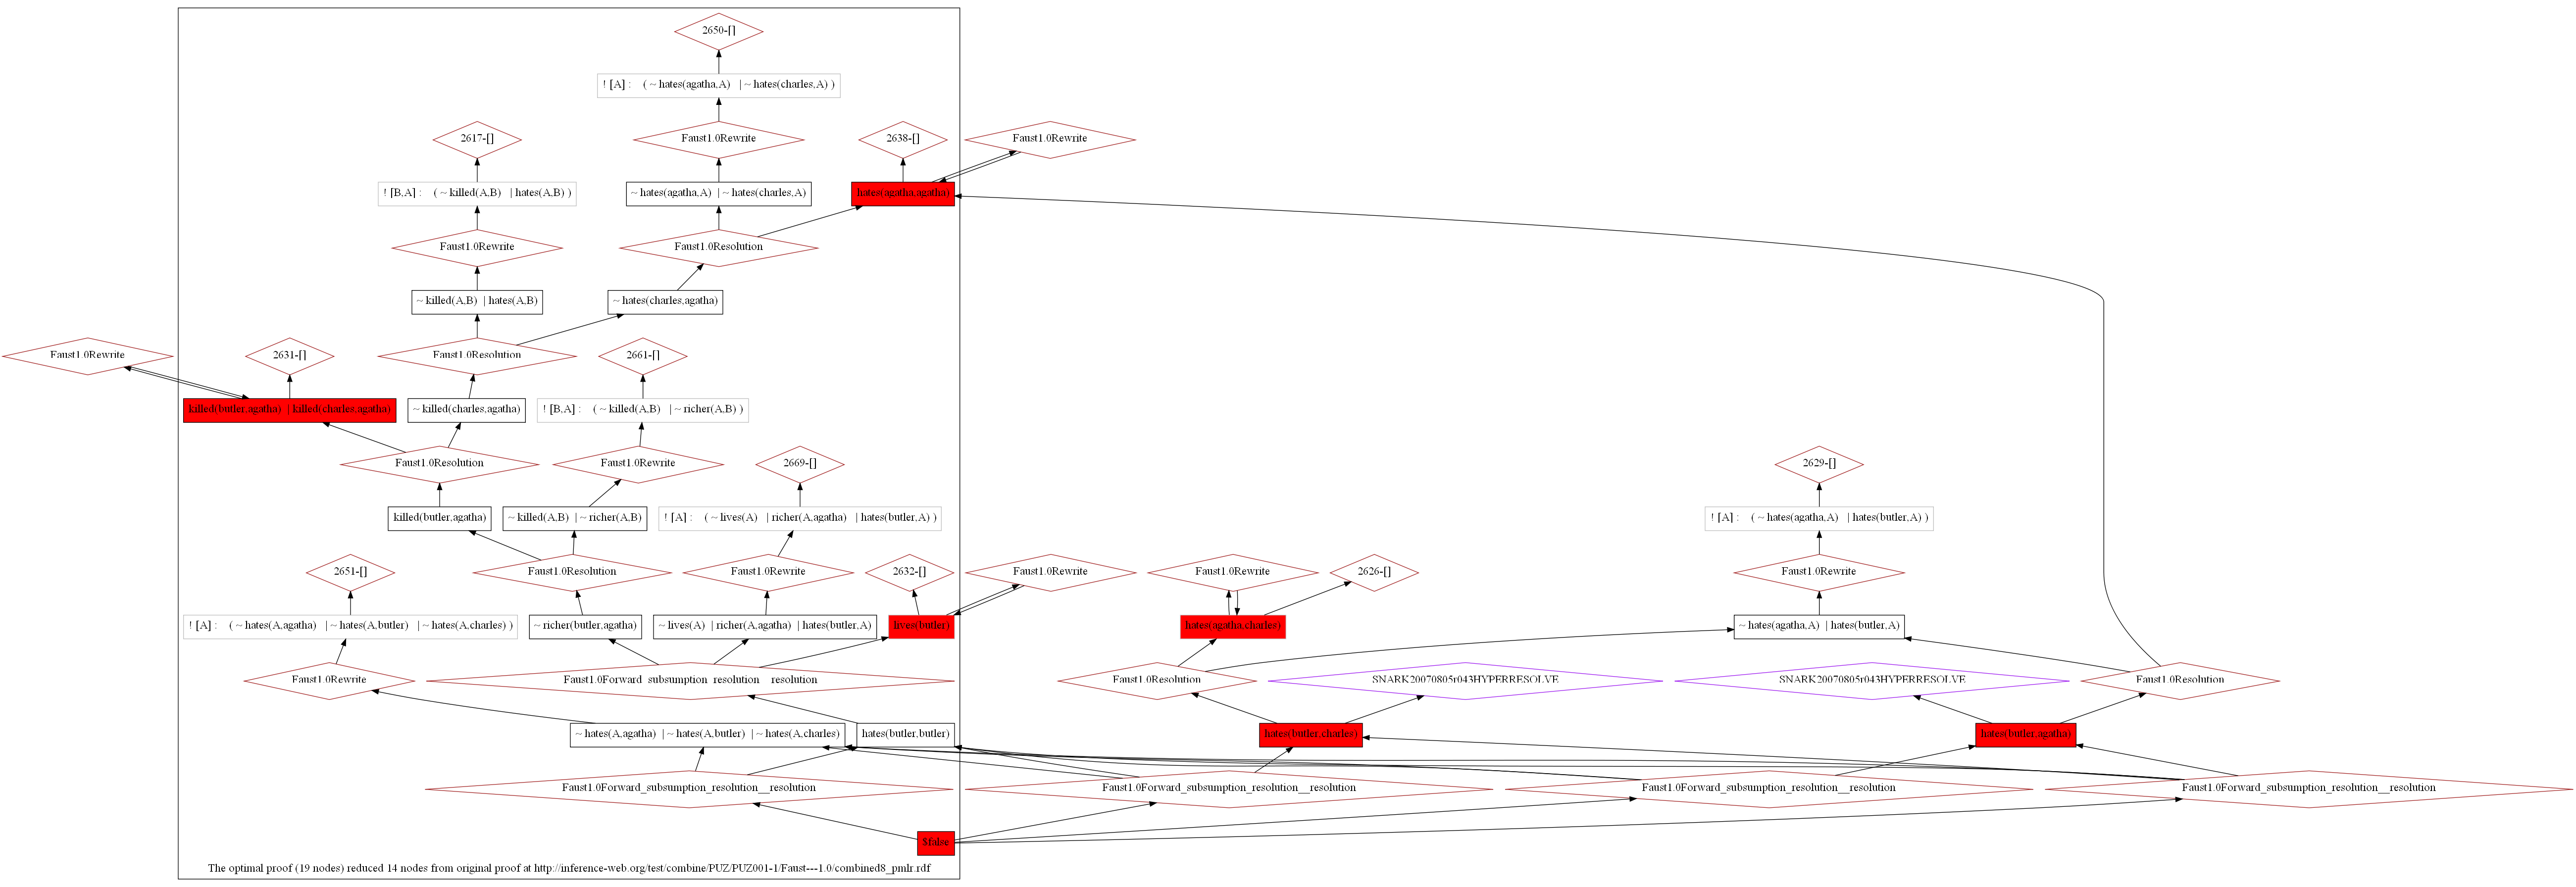 2650-[]
! [A] : ( ~ hates(agatha,A) | ~ hates(charles,A) )
2617-[]
Faust1.0Rewrite
2638-[]
Faust1.0Rewrite
! [B,A] : ( ~ killed(A,B) | hates(A,B) )
~ hates(agatha,A) | ~ hates(charles,A)
hates(agatha,agatha)
Faust1.0Rewrite
Faust1.0Resolution
~ killed(A,B) | hates(A,B)
~ hates(charles,agatha)
Faust1.0Rewrite
2631-[]
Faust1.0Resolution
2661-[]
killed(butler,agatha) | killed(charles,agatha)
~ killed(charles,agatha)
! [B,A] : ( ~ killed(A,B) | ~ richer(A,B) )
Faust1.0Resolution
Faust1.0Rewrite
2669-[]
2629-[]
killed(butler,agatha)
~ killed(A,B) | ~ richer(A,B)
! [A] : ( ~ lives(A) | richer(A,agatha) | hates(butler,A) )
! [A] : ( ~ hates(agatha,A) | hates(butler,A) )
2651-[]
Faust1.0Resolution
Faust1.0Rewrite
2632-[]
Faust1.0Rewrite
Faust1.0Rewrite
2626-[]
Faust1.0Rewrite
! [A] : ( ~ hates(A,agatha) | ~ hates(A,butler) | ~ hates(A,charles) )
~ richer(butler,agatha)
~ lives(A) | richer(A,agatha) | hates(butler,A)
lives(butler)
hates(agatha,charles)
~ hates(agatha,A) | hates(butler,A)
Faust1.0Rewrite
Faust1.0Forward_subsumption_resolution__resolution
Faust1.0Resolution
SNARK20070805r043HYPERRESOLVE
SNARK20070805r043HYPERRESOLVE
Faust1.0Resolution
~ hates(A,agatha) | ~ hates(A,butler) | ~ hates(A,charles)
hates(butler,butler)
hates(butler,charles)
hates(butler,agatha)
Faust1.0Forward_subsumption_resolution__resolution
Faust1.0Forward_subsumption_resolution__resolution
Faust1.0Forward_subsumption_resolution__resolution
Faust1.0Forward_subsumption_resolution__resolution
$false
The optimal proof (19 nodes) reduced 14 nodes from original proof at http://inference-web.org/test/combine/PUZ/PUZ001-1/Faust---1.0/combined8_pmlr.rdf